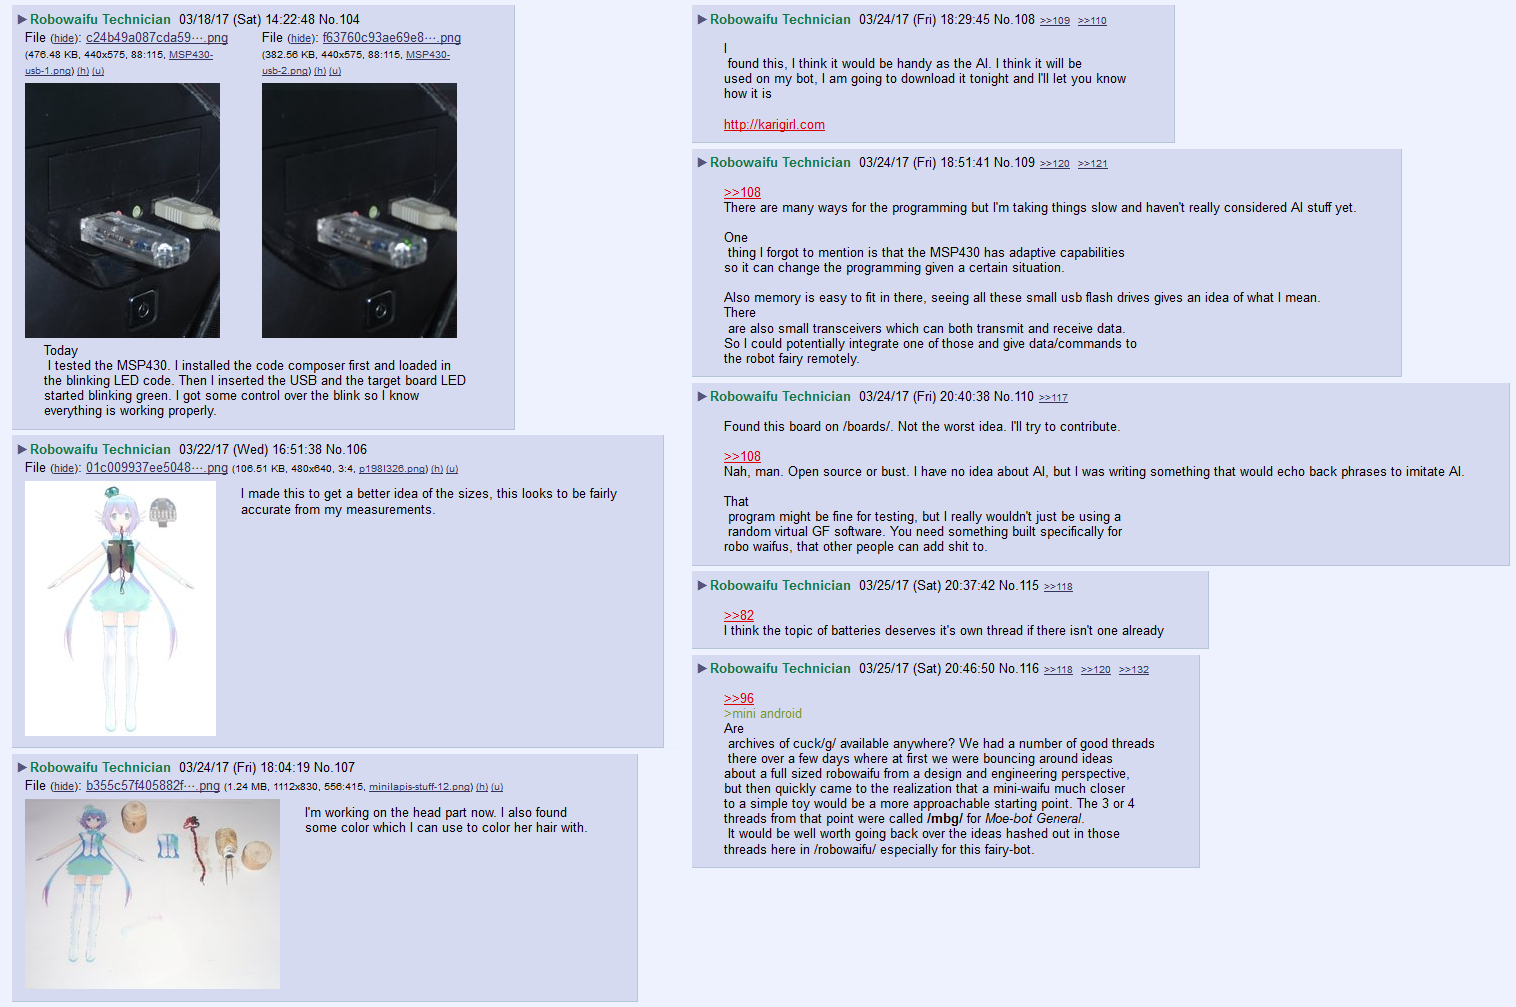 ▶Robowaifu Technician 03/18/17 (Sat) 14:22:48 No.104
File (hide): c24b49a087cda59⋯.png
(476.48 KB, 440x575, 88:115, MSP430-
usb-1.png) (h) (u)
File (hide): f63760c93ae69e8⋯.png
(382.56 KB, 440x575, 88:115, MSP430-
usb-2.png) (h) (u)
Today
I tested the MSP430. I installed the code composer first and loaded in
the blinking LED code. Then I inserted the USB and the target board LED
started blinking green. I got some control over the blink so I know
everything is working properly.
▶Robowaifu Technician 03/22/17 (Wed) 16:51:38 No.106
File (hide): 01c009937ee5048⋯.png (106.51 KB, 480x640, 3:4, p198l326.png) (h) (u)
I made this to get a better idea of the sizes, this looks to be fairly
accurate from my measurements.
▶Robowaifu Technician 03/24/17 (Fri) 18:04:19 No.107
File (hide): b355c57f405882f⋯.png (1.24 MB, 1112x830, 556:415, minilapis-stuff-12.png) (h) (u)
I'm working on the head part now. I also found
some color which I can use to color her hair with.
▶Robowaifu Technician 03/24/17 (Fri) 18:29:45 No.108 >>109 >>110
I
found this, I think it would be handy as the AI. I think it will be
used on my bot, I am going to download it tonight and I'll let you know
how it is
http://karigirl.com
▶Robowaifu Technician 03/24/17 (Fri) 18:51:41 No.109 >>120 >>121
>>108
There are many ways for the programming but I'm taking things slow and haven't really considered AI stuff yet.
One
thing I forgot to mention is that the MSP430 has adaptive capabilities
so it can change the programming given a certain situation.
Also memory is easy to fit in there, seeing all these small usb flash drives gives an idea of what I mean.
There
are also small transceivers which can both transmit and receive data.
So I could potentially integrate one of those and give data/commands to
the robot fairy remotely.
▶Robowaifu Technician 03/24/17 (Fri) 20:40:38 No.110 >>117
Found this board on /boards/. Not the worst idea. I'll try to contribute.
>>108
Nah, man. Open source or bust. I have no idea about AI, but I was writing something that would echo back phrases to imitate AI.
That
program might be fine for testing, but I really wouldn't just be using a
random virtual GF software. You need something built specifically for
robo waifus, that other people can add shit to.
▶Robowaifu Technician 03/25/17 (Sat) 20:37:42 No.115 >>118
>>82
I think the topic of batteries deserves it's own thread if there isn't one already
▶Robowaifu Technician 03/25/17 (Sat) 20:46:50 No.116 >>118 >>120 >>132
>>96
>mini android
Are
archives of cuck/g/ available anywhere? We had a number of good threads
there over a few days where at first we were bouncing around ideas
about a full sized robowaifu from a design and engineering perspective,
but then quickly came to the realization that a mini-waifu much closer
to a simple toy would be a more approachable starting point. The 3 or 4
threads from that point were called /mbg/ for Moe-bot General.
It would be well worth going back over the ideas hashed out in those
threads here in /robowaifu/ especially for this fairy-bot.